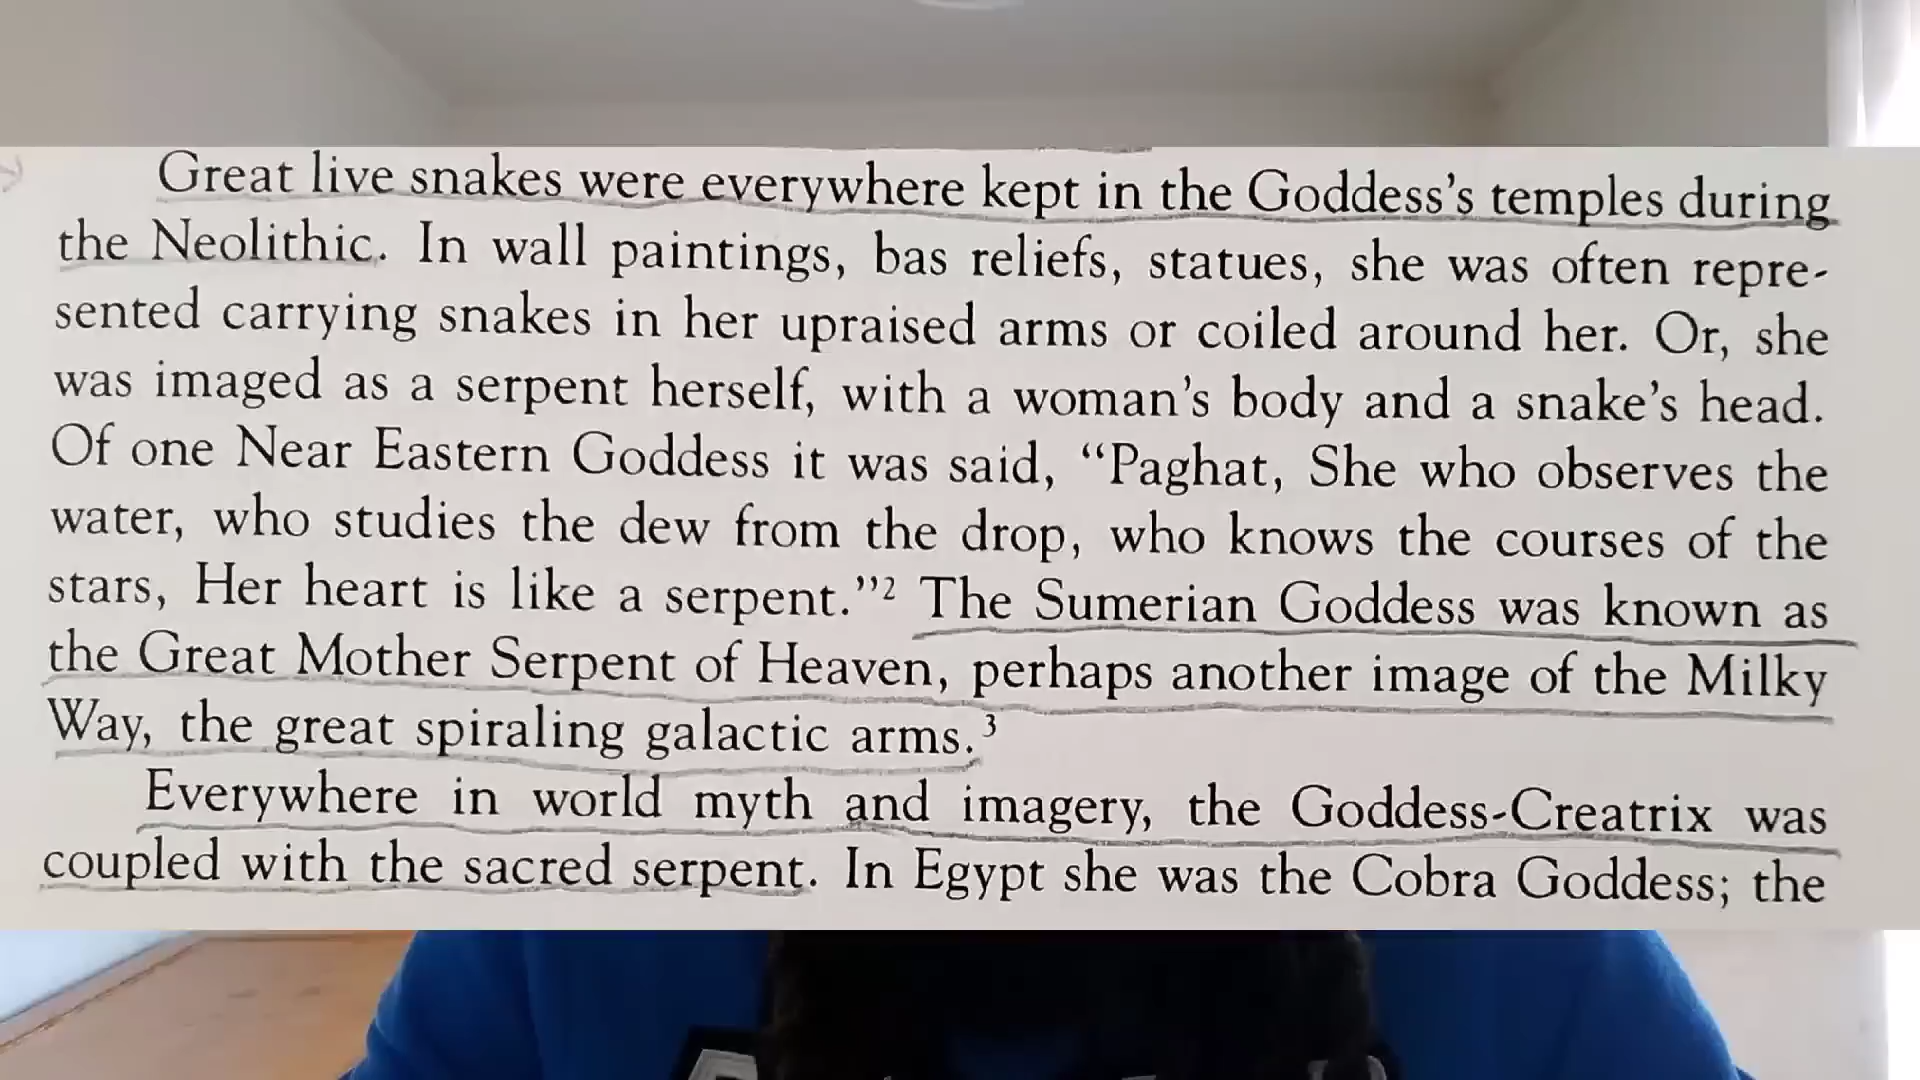 Great live snakes were everywhere kept in the Goddess's temples during
the Neolithic. In wall paintings, bas reliefs, statues, she was often repre-
sented carrying snakes in her upraised arms or coiled around her. Or, she
was imaged as a serpent herself, with a woman's body and a snake's head.
Of one Near Eastern Goddess it was said, “Paghat, She who observes the
water, who studies the dew from the drop, who knows the courses of the
stars, Her heart is like a serpent.”2 The Sumerian Goddess was known as
the Great Mother Serpent of Heaven, perhaps another image of the Milky
Way, the great spiraling galactic arms.3
Everywhere in world myth and imagery, the Goddess-Creatrix was
coupled with the sacred serpent. In Egypt she was the Cobra Goddess; the